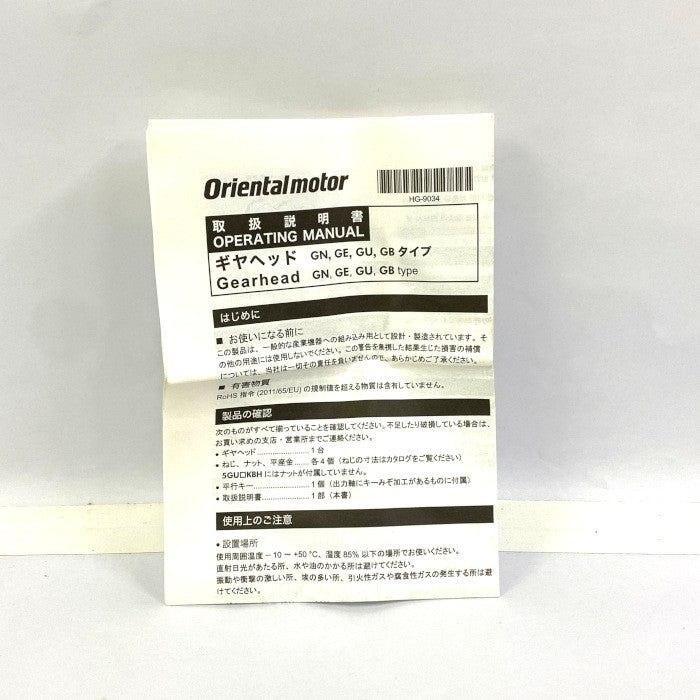 Orientalmotor
HG-9034
取扱説明書
OPERATING MANUAL
ギヤヘッド GN, GE, GU, GB タイプ
Gearhead GN, GE, GU, GB type
はじめに
■ お使いになる前に
この製品は、一般的な産業機器への組み込み用として設計・製造されています。そ
の他の用途には使用しないでください。この警告を無視した結果生じた損害の補償
については、当社は一切その責任を負いませんので、あらかじめご了承ください。
■ 有害物質
RoHS 指令 (2011/65/EU) の規制値を超える物質は含有していません。
製品の確認
次のものがすべて揃っていることを確認してください。不足したり破損している場合は、
お買い求めの支店・営業所までご連絡ください。
• ギヤヘッド......................1 台
• ねじ、ナット、平座金......各 4 個（ねじの寸法はカタログをご覧ください）
5GU□KBH にはナットが付属していません。
• 平行キー.........................1 個（出力軸にキーみぞ加工があるものに付属）
• 取扱説明書......................1 部（本書）
使用上のご注意
• 設置場所
使用周囲温度 −10 ～ +50 °C、湿度 85% 以下の場所でお使いください。
直射日光があたる所、水や油のかかる所は避けてください。
振動や衝撃の激しい所、埃の多い所、引火性ガスや腐食性ガスの発生する所は避
けてください。